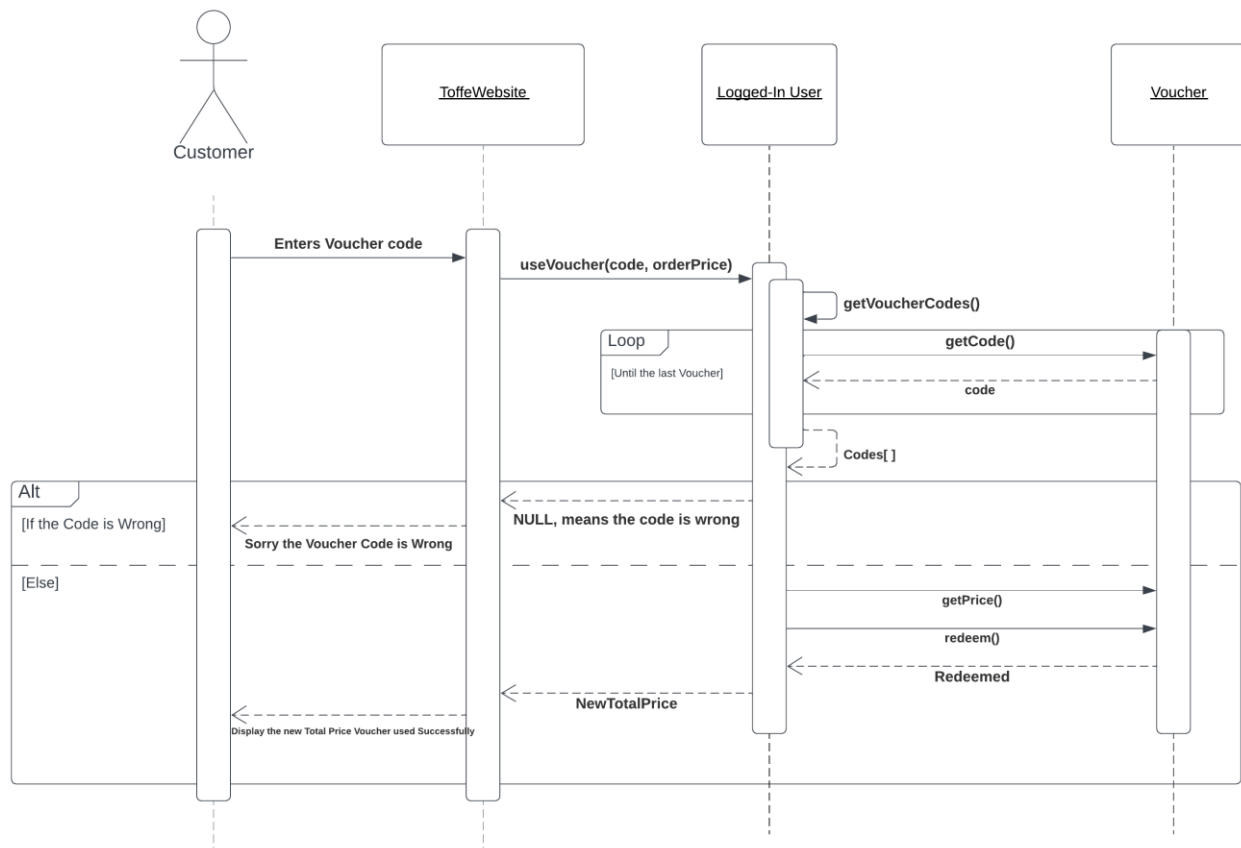 ToffeWebsite
Logged-In User
Voucher
Customer
Enters Voucher code
useVoucher(code, orderPrice)
getVoucherCodes()
Loop
getCode()
[Until the last Voucher]
code
Codes[ ]
Alt
[If the Code is Wrong]
NULL, means the code is wrong
Sorry the Voucher Code is Wrong
[Else]
getPrice()
redeem()
Redeemed
NewTotalPrice
Display the new Total Price Voucher used Successfully